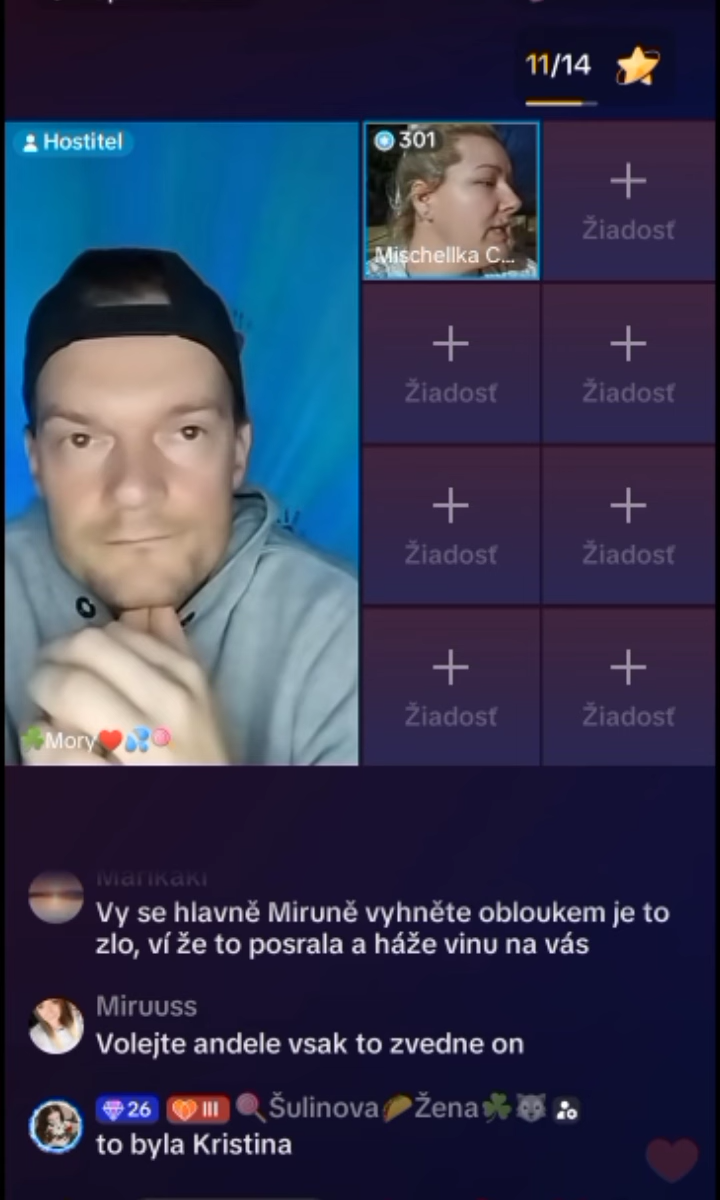 11/14
Hostitel
301
Mischellka C...
Žiadosť
Žiadosť
Žiadosť
Žiadosť
Žiadosť
Žiadosť
Žiadosť
☘️Mory❤️💦🍭
Marikaki
Vy se hlavně Miruně vyhněte obloukem je to
zlo, ví že to posrala a háže vinu na vás
Miruuss
Volejte andele vsak to zvedne on
26 III 🍭Šulinova🌮Žena☘️🐺
to byla Kristina